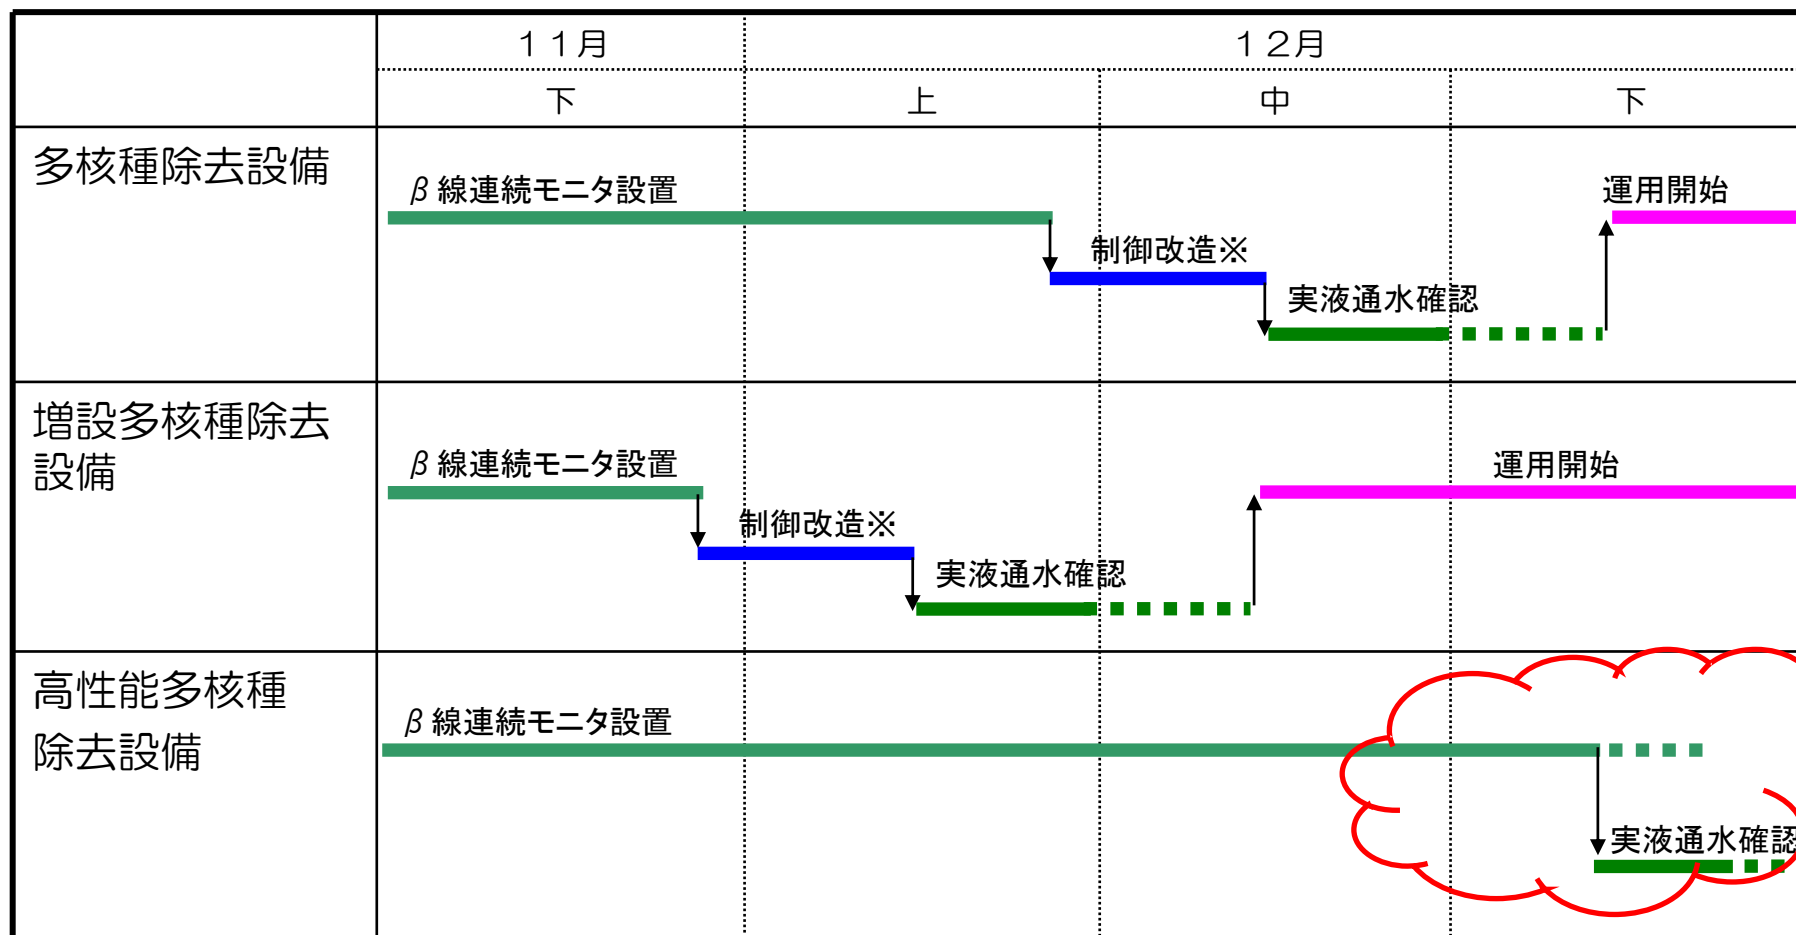 １１月 １２月
下 上 中 下
多核種除去設備
β線連続モニタ設置 運用開始
制御改造※
実液通水確認
増設多核種除去
設備
β線連続モニタ設置 運用開始
制御改造※
実液通水確認
高性能多核種
除去設備
β線連続モニタ設置
実液通水確認